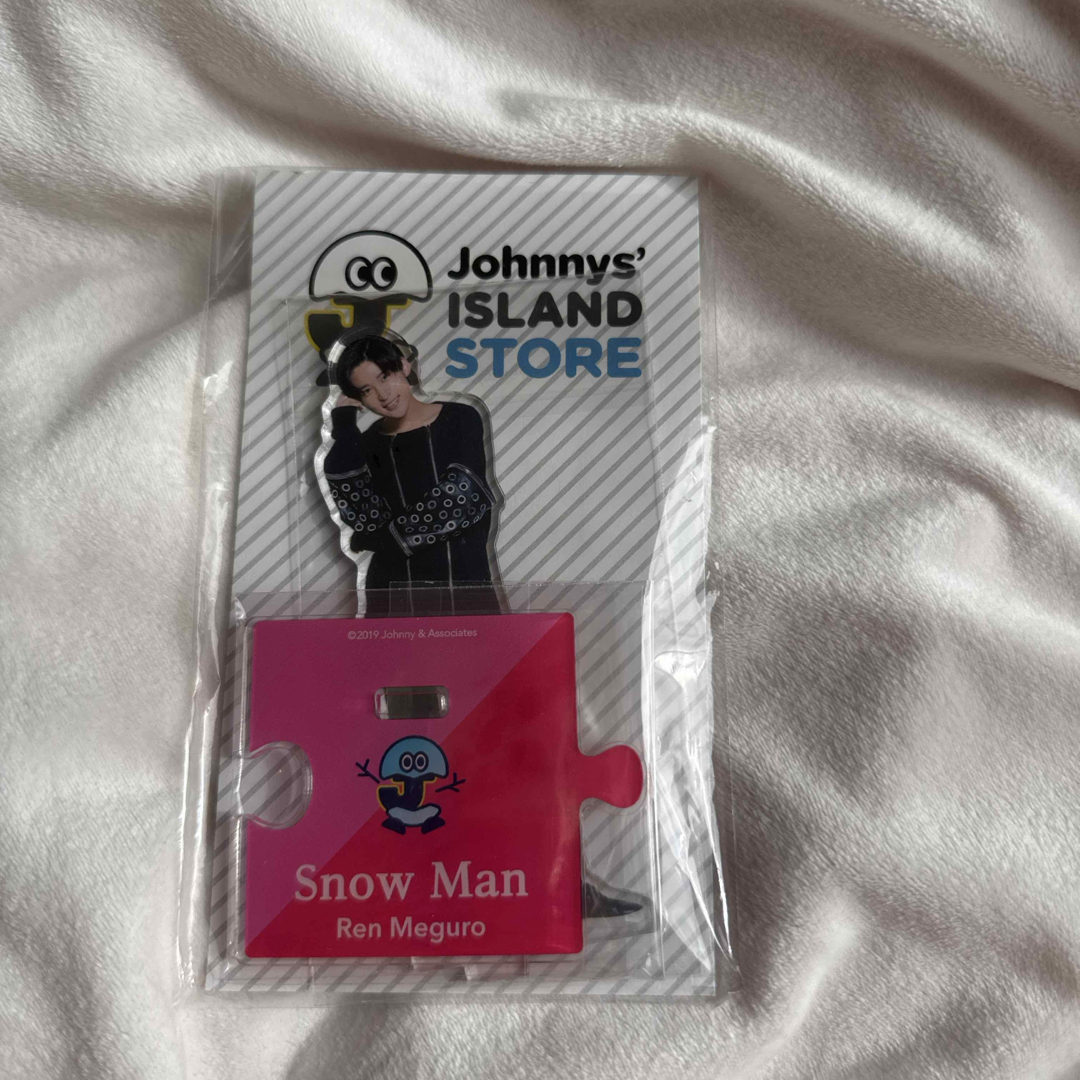 Johnnys'
ISLAND
STORE
©2019 Johnny & Associates
J
Snow Man
Ren Meguro